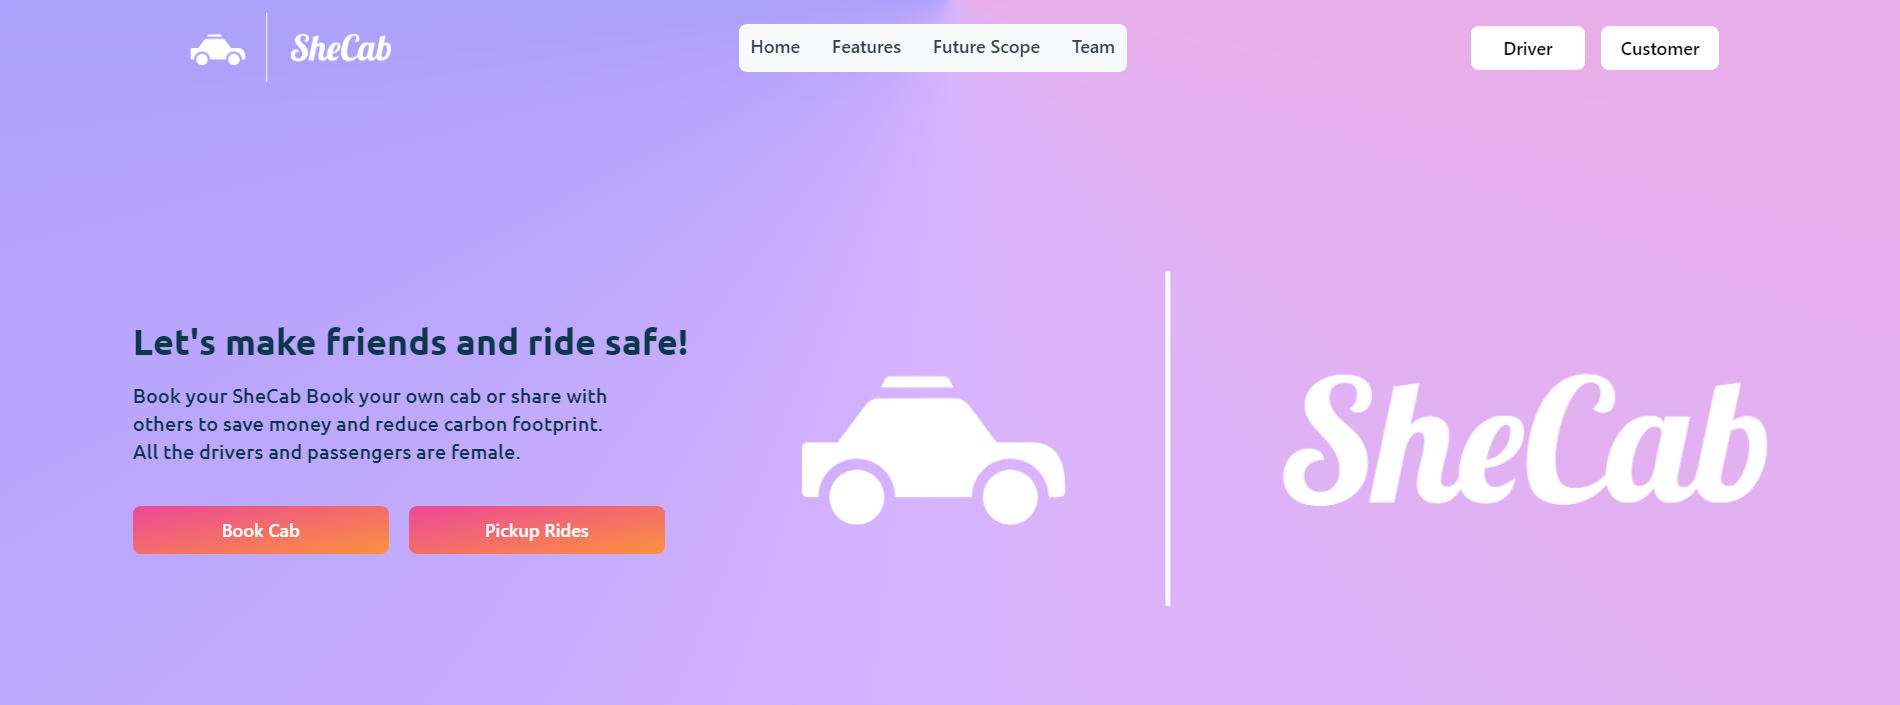 SheCab
Home Features Future Scope Team
Driver Customer
Let's make friends and ride safe!
Book your SheCab Book your own cab or share with
others to save money and reduce carbon footprint.
All the drivers and passengers are female.
Book Cab Pickup Rides
SheCab